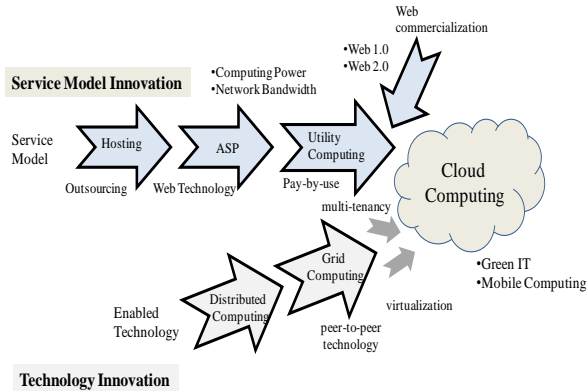 Web
commercialization
•Web 1.0
•Web 2.0
Service Model Innovation
•Computing Power
•Network Bandwidth
Service
Model
Hosting
ASP
Utility
Computing
Outsourcing
Web Technology
Pay-by-use
Cloud
Computing
multi-tenancy
Grid
Computing
•Green IT
•Mobile Computing
Enabled
Technology
Distributed
Computing
virtualization
peer-to-peer
technology
Technology Innovation